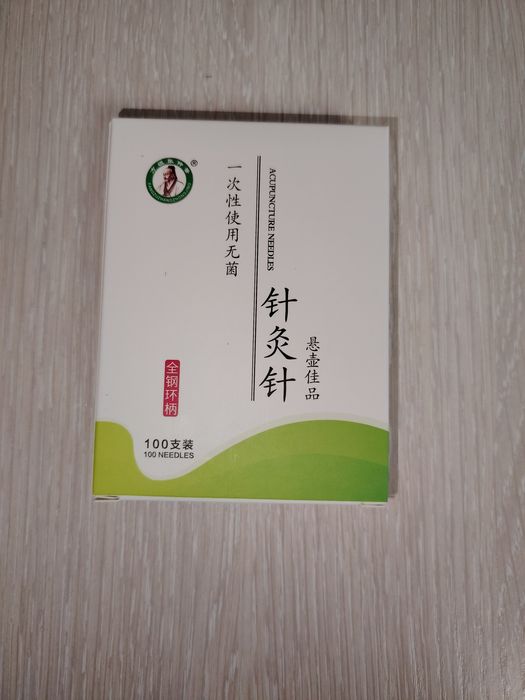 ®
一次性使用无菌
ACUPUNCTURE NEEDLES
针灸针
悬壶佳品
全钢环柄
100支装
100 NEEDLES